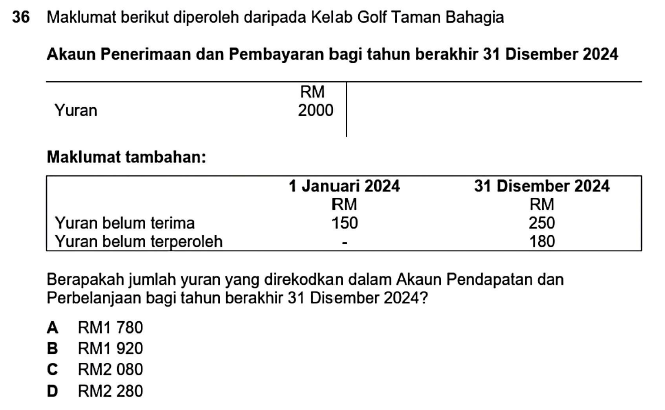 36 Maklumat berikut diperoleh daripada Kelab Golf Taman Bahagia
Akaun Penerimaan dan Pembayaran bagi tahun berakhir 31 Disember 2024
RM
Yuran 2000
Maklumat tambahan:
1 Januari 2024 31 Disember 2024
RM RM
Yuran belum terima 150 250
Yuran belum terperoleh - 180
Berapakah jumlah yuran yang direkodkan dalam Akaun Pendapatan dan
Perbelanjaan bagi tahun berakhir 31 Disember 2024?
A RM1 780
B RM1 920
C RM2 080
D RM2 280